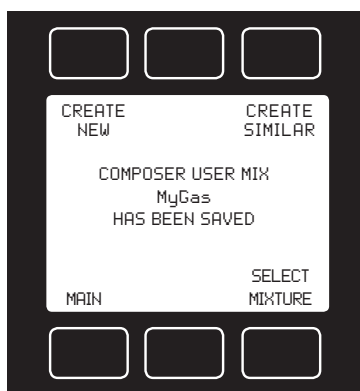 CREATE NEW
CREATE SIMILAR
COMPOSER USER MIX
MyGas
HAS BEEN SAVED
MAIN
SELECT MIXTURE